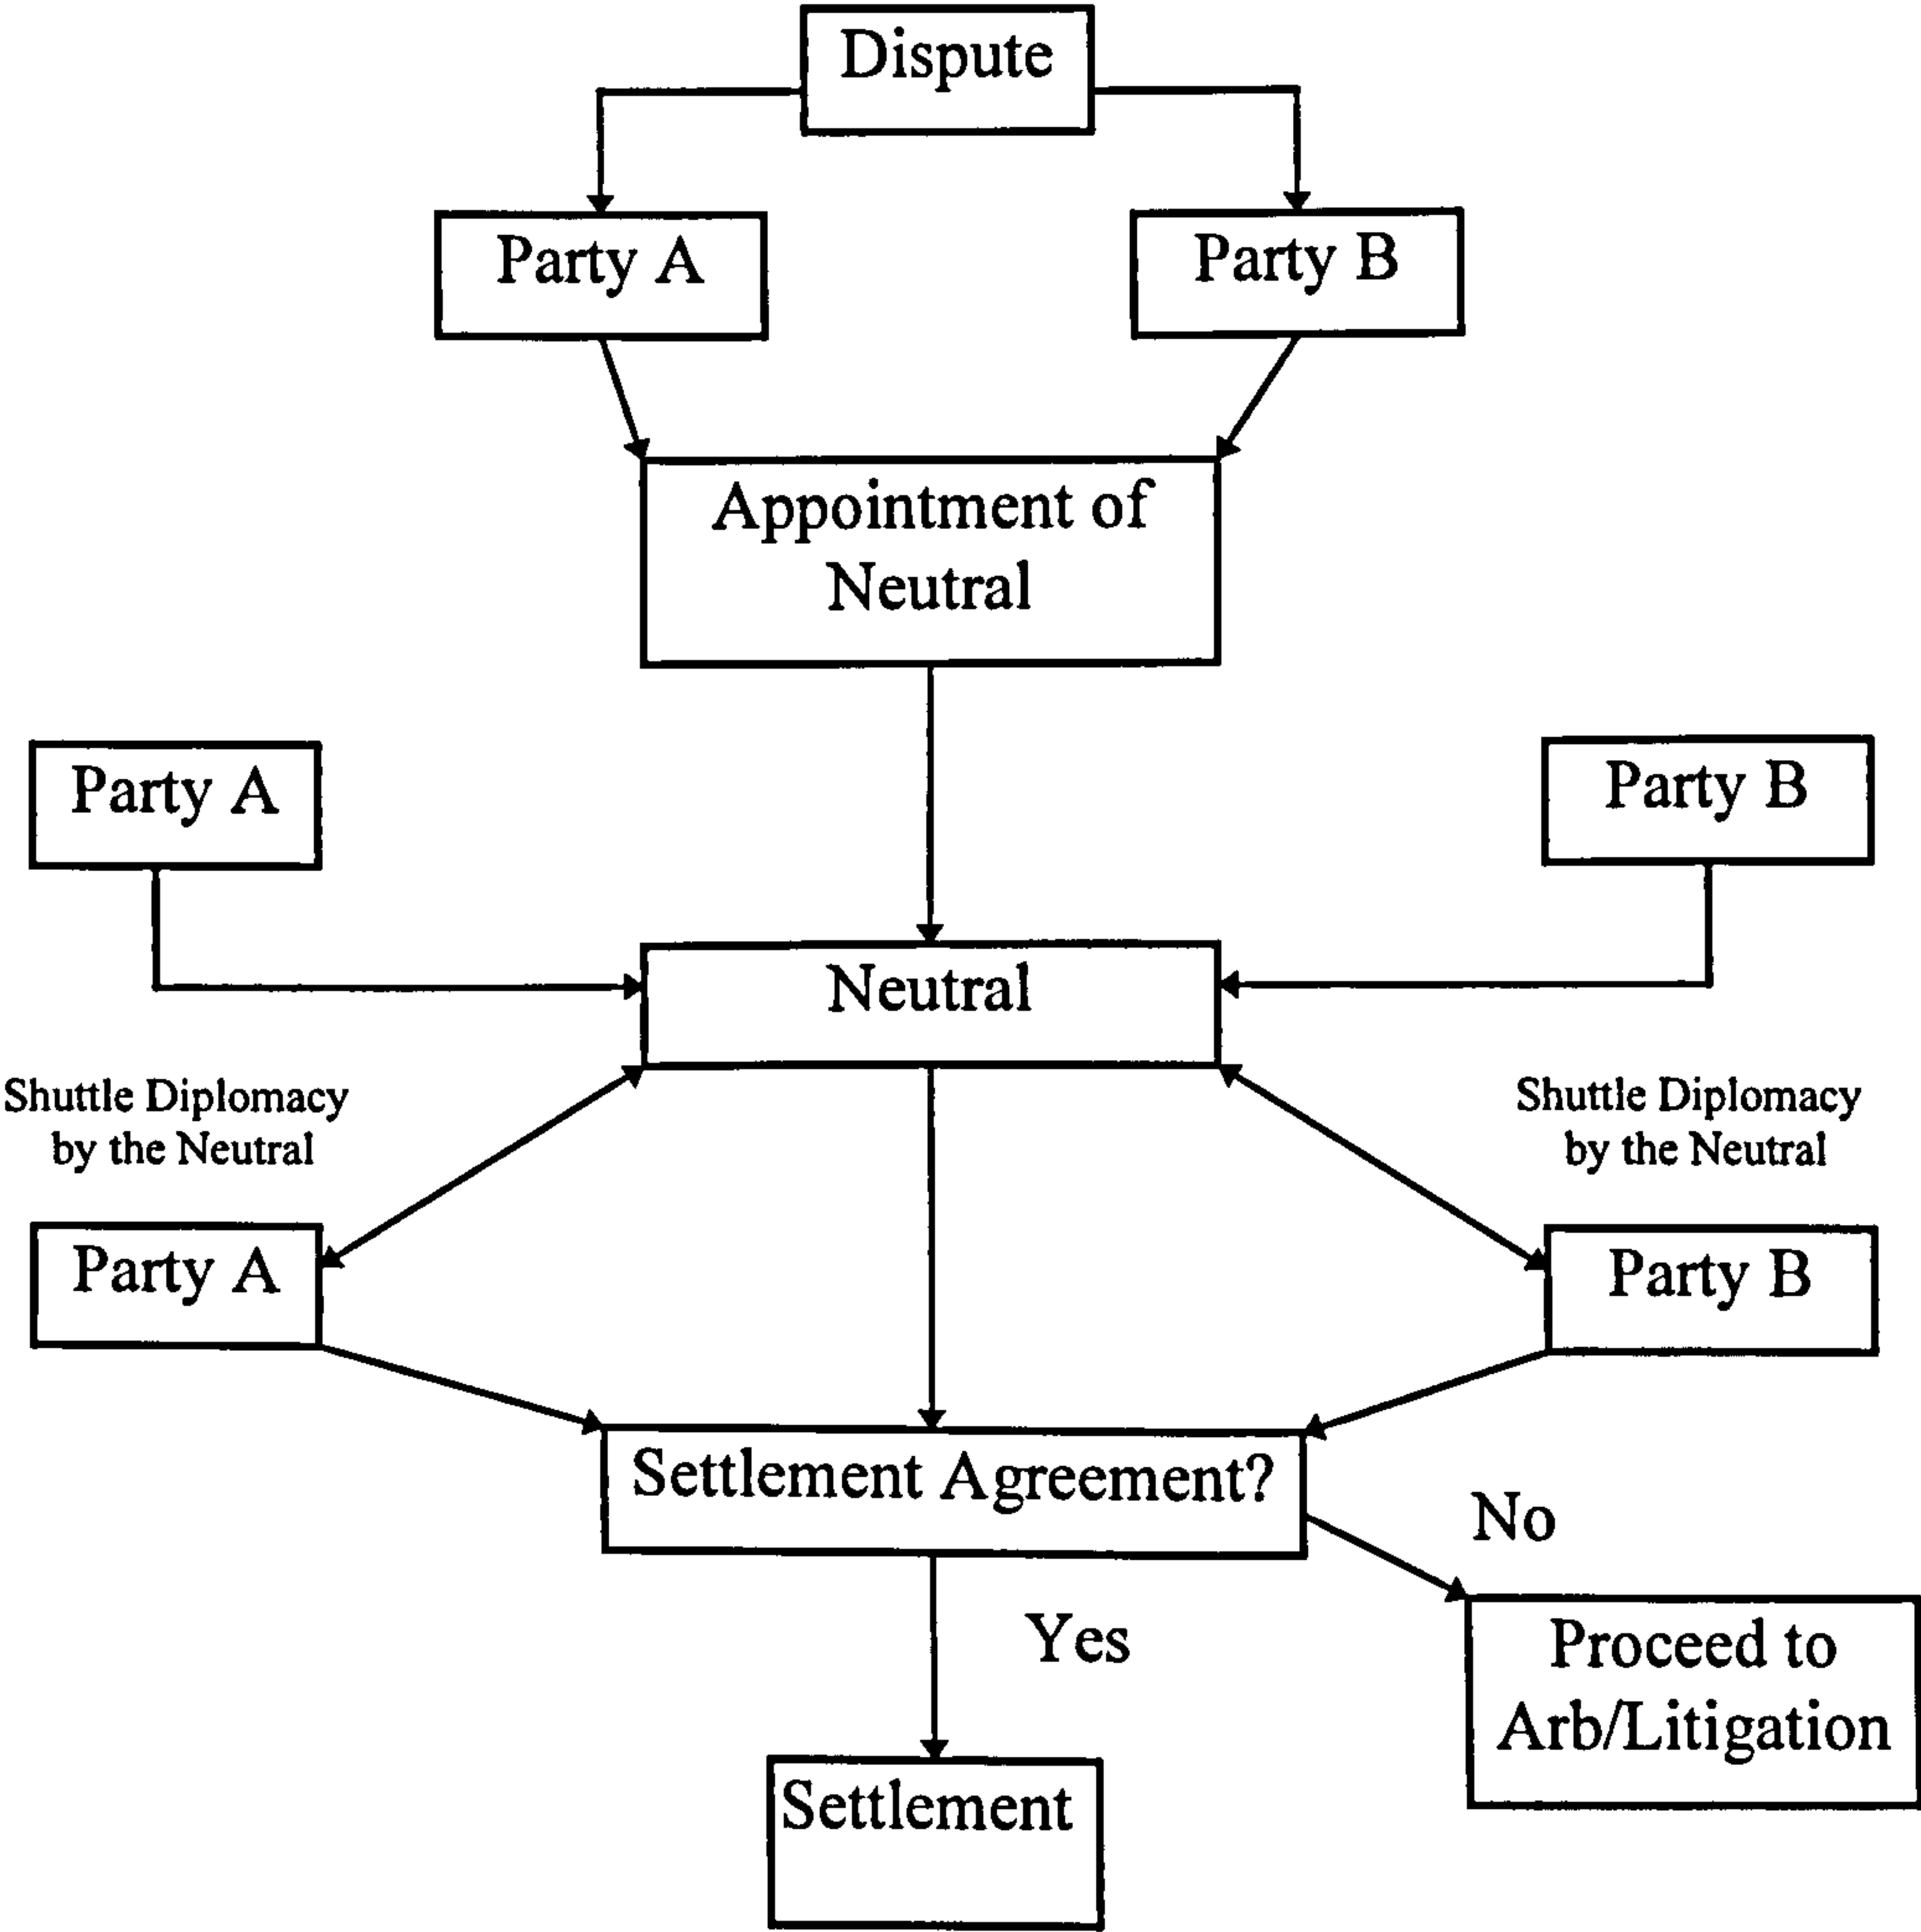 Dispute
Party A
Party B
Appointment of
Neutral
Party A
Party B
Neutral
Shuttle Diplomacy
by the Neutral
Shuttle Diplomacy
by the Neutral
Party A
Party B
Settlement Agreement?
No
Yes
Proceed to
Arb/Litigation
Settlement